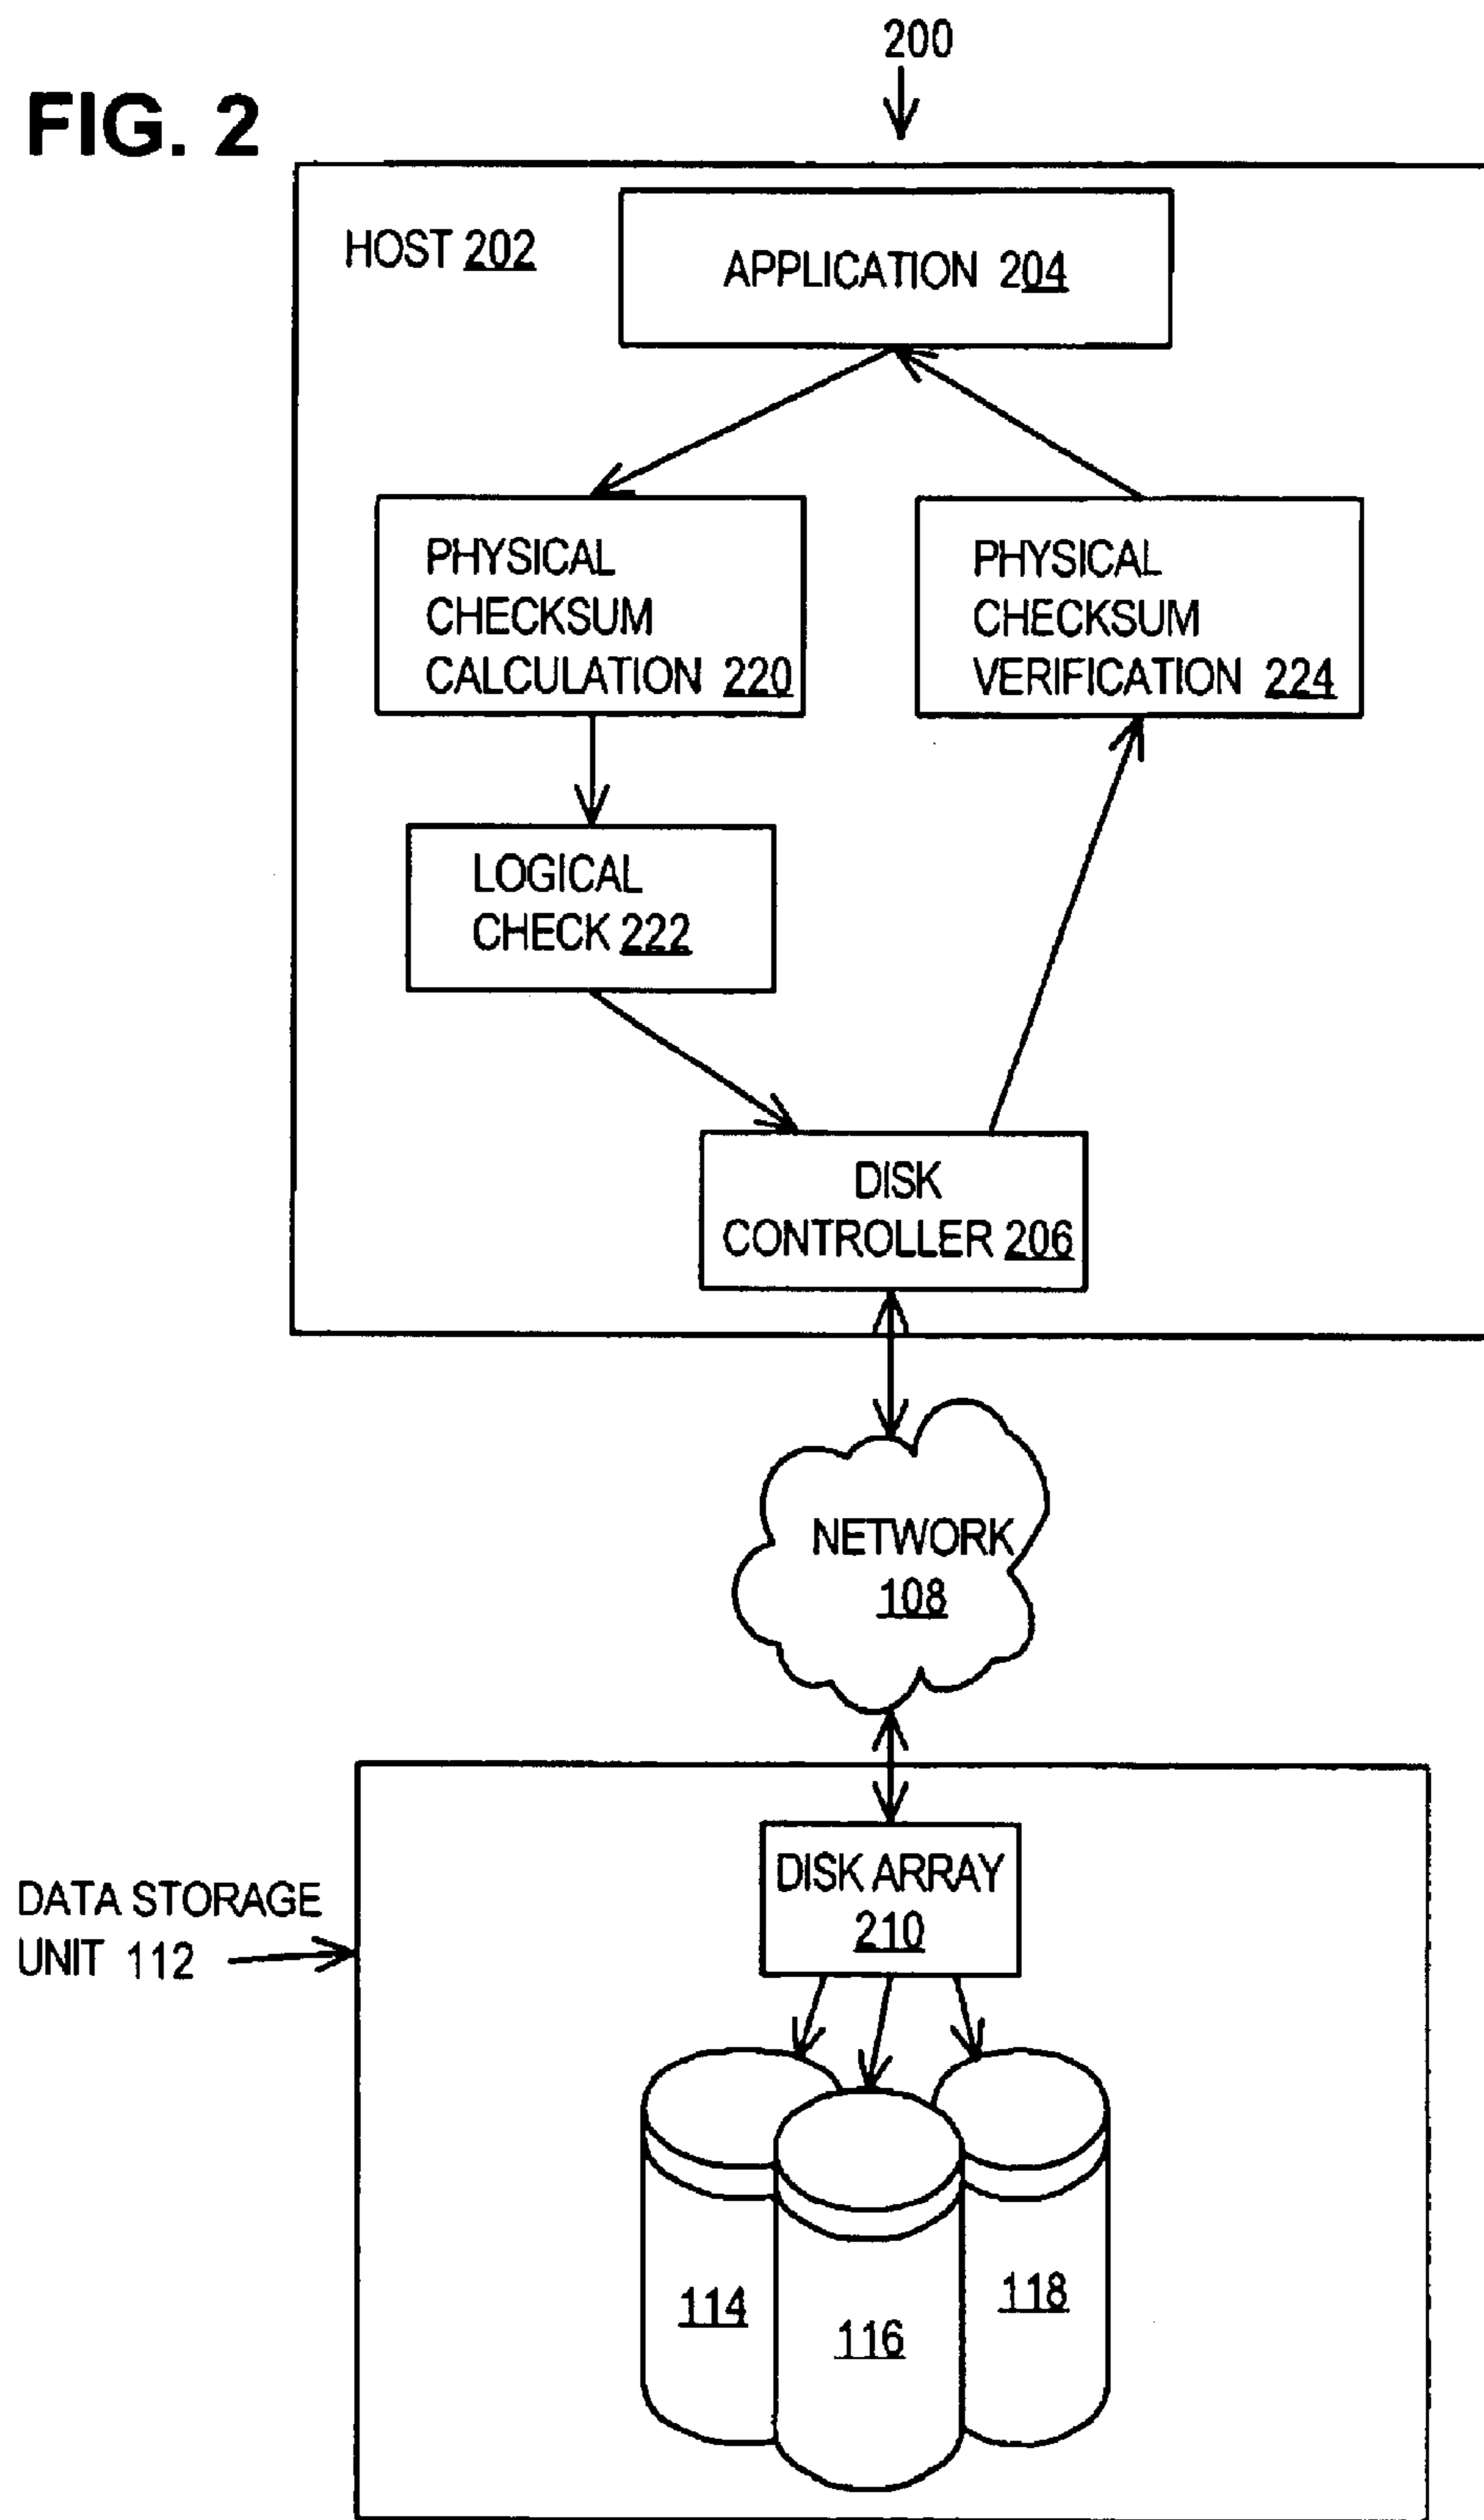 200
FIG. 2
HOST 202
APPLICATION 204
PHYSICAL
CHECKSUM
CALCULATION 220
PHYSICAL
CHECKSUM
VERIFICATION 224
LOGICAL
CHECK 222
DISK
CONTROLLER 206
NETWORK
108
DATA STORAGE
UNIT 112
DISK ARRAY
210
114
116
118